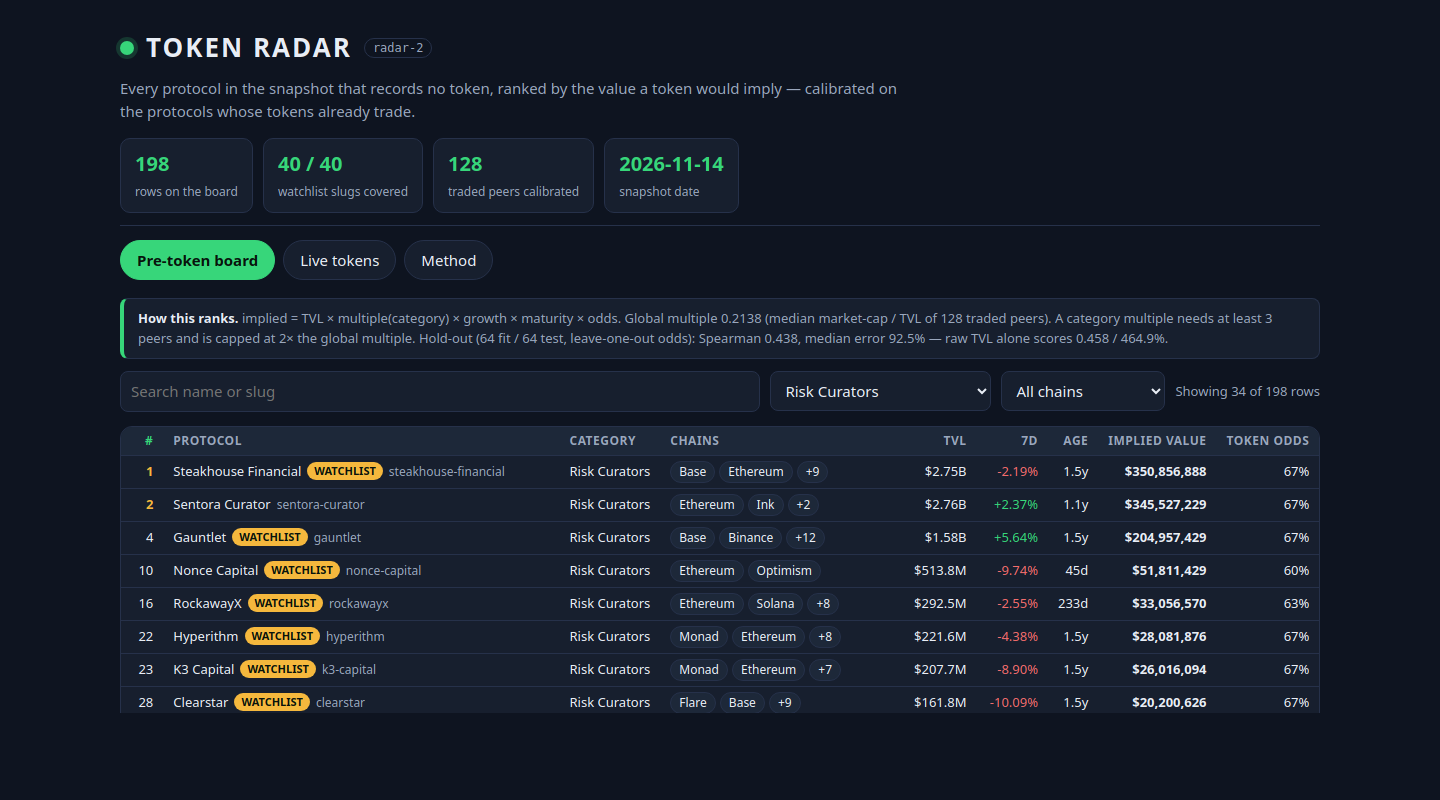 TOKEN RADAR radar-2
Every protocol in the snapshot that records no token, ranked by the value a token would imply — calibrated on
the protocols whose tokens already trade.
198 40 / 40 128 2026-11-14
rows on the board watchlist slugs covered traded peers calibrated snapshot date
Pre-token board Live tokens Method
How this ranks. implied = TVL × multiple(category) × growth × maturity × odds. Global multiple 0.2138 (median market-cap / TVL of 128 traded peers). A category multiple needs at least 3
peers and is capped at 2× the global multiple. Hold-out (64 fit / 64 test, leave-one-out odds): Spearman 0.438, median error 92.5% — raw TVL alone scores 0.458 / 464.9%.
Search name or slug Risk Curators All chains Showing 34 of 198 rows
# PROTOCOL CATEGORY CHAINS TVL 7D AGE IMPLIED VALUE TOKEN ODDS
1 Steakhouse Financial WATCHLIST steakhouse-financial Risk Curators Base Ethereum +9 $2.75B -2.19% 1.5y $350,856,888 67%
2 Sentora Curator sentora-curator Risk Curators Ethereum Ink +2 $2.76B +2.37% 1.1y $345,527,229 67%
4 Gauntlet WATCHLIST gauntlet Risk Curators Base Binance +12 $1.58B +5.64% 1.5y $204,957,429 67%
10 Nonce Capital WATCHLIST nonce-capital Risk Curators Ethereum Optimism $513.8M -9.74% 45d $51,811,429 60%
16 RockawayX WATCHLIST rockawayx Risk Curators Ethereum Solana +8 $292.5M -2.55% 233d $33,056,570 63%
22 Hyperithm WATCHLIST hyperithm Risk Curators Monad Ethereum +8 $221.6M -4.38% 1.5y $28,081,876 67%
23 K3 Capital WATCHLIST k3-capital Risk Curators Monad Ethereum +7 $207.7M -8.90% 1.5y $26,016,094 67%
28 Clearstar WATCHLIST clearstar Risk Curators Flare Base +9 $161.8M -10.09% 1.5y $20,200,626 67%